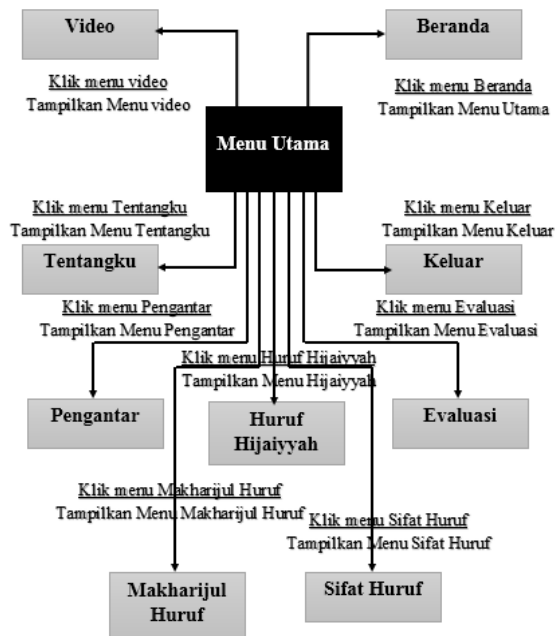 Video
Beranda
Klik menu video
Tampilkan Menu video
Klik menu Beranda
Tampilkan Menu Utama
Menu Utama
Klik menu Tentangku
Tampilkan Menu Tentangku
Klik menu Keluar
Tampilkan Menu Keluar
Tentangku
Keluar
Klik menu Pengantar
Tampilkan Menu Pengantar
Klik menu Evaluasi
Tampilkan Menu Evaluasi
Klik menu Huruf Hijaiyyah
Tampilkan Menu Hijaiyyah
Pengantar
Huruf
Hijaiyyah
Evaluasi
Klik menu Makharijul Huruf
Tampilkan Menu Makharijul Huruf
Klik menu Sifat Huruf
Tampilkan Menu Sifat Huruf
Makharijul
Huruf
Sifat Huruf